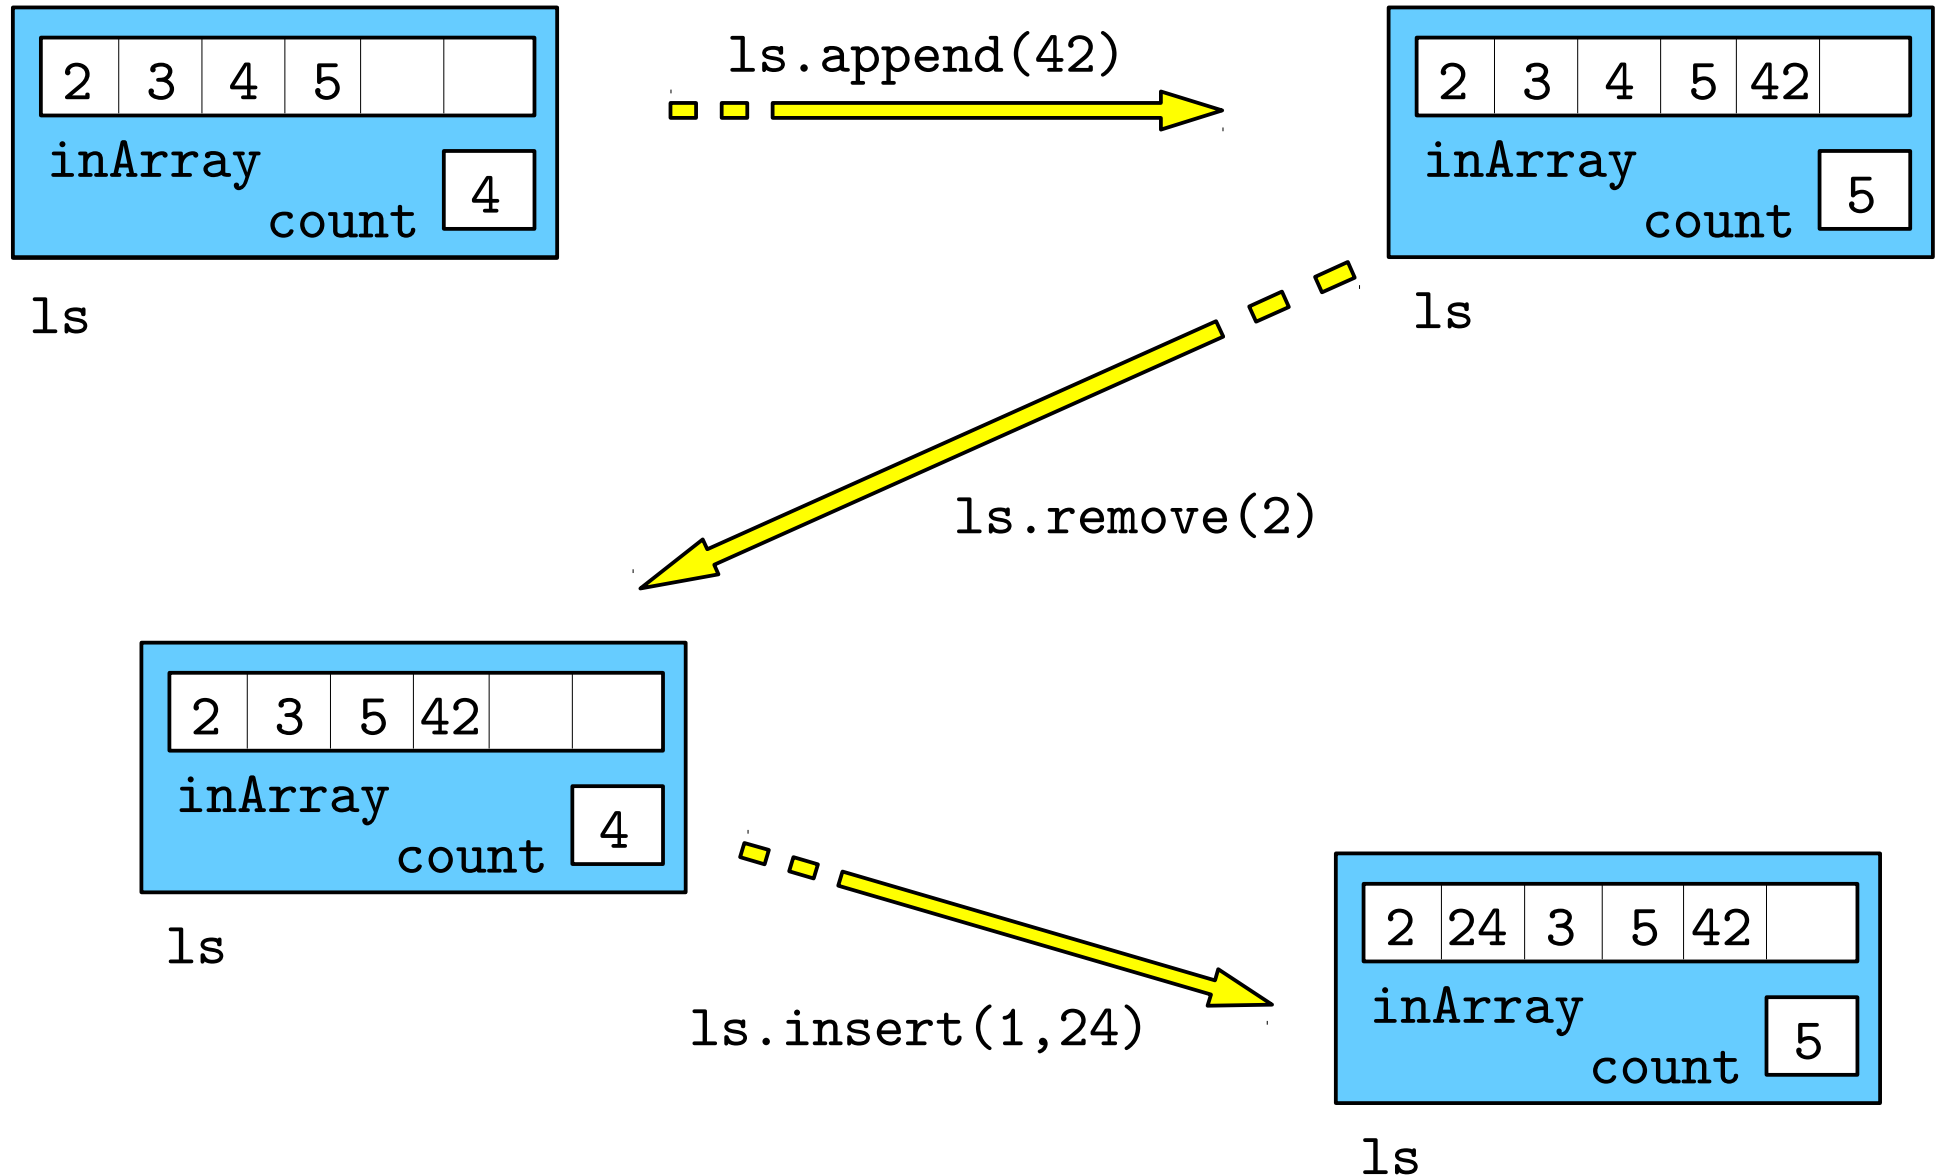 2 3 4 5
inArray
count 4
ls
ls.append(42)
2 3 4 5 42
inArray
count 5
ls
ls.remove(2)
2 3 5 42
inArray
count 4
ls
ls.insert(1,24)
2 24 3 5 42
inArray
count 5
ls